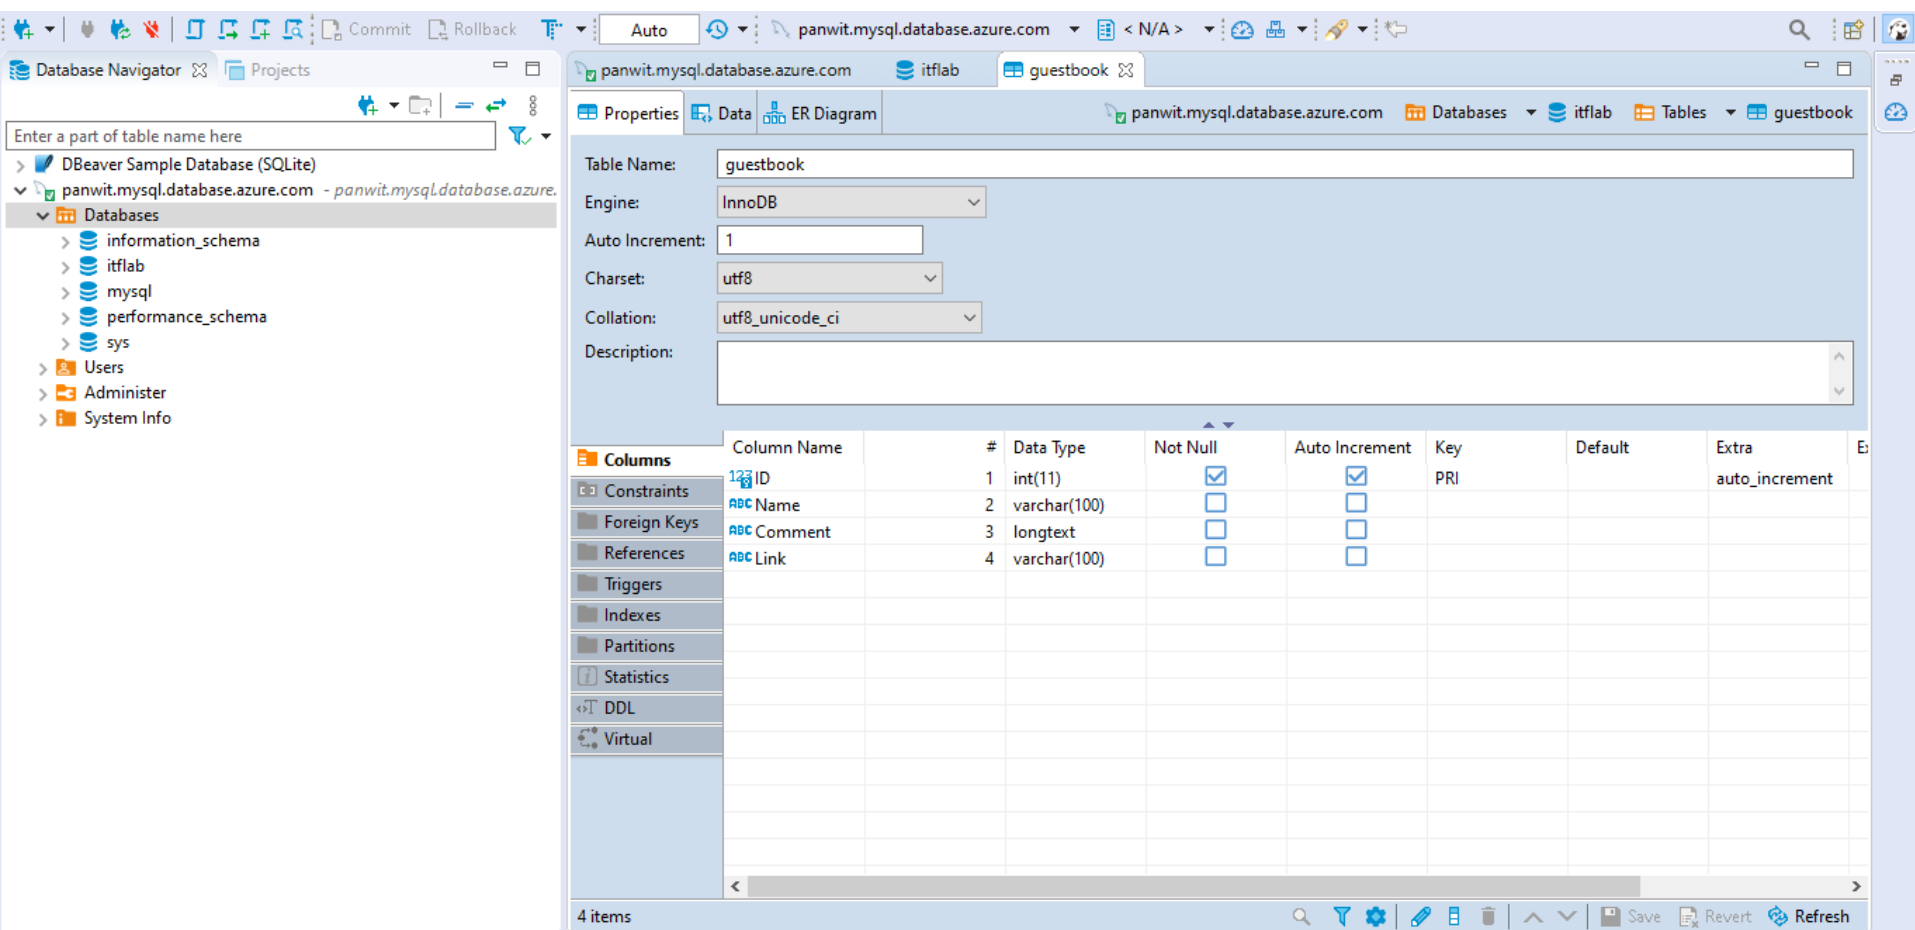 Commit Rollback Auto panwit.mysql.database.azure.com < N/A >
Database Navigator Projects
Enter a part of table name here
DBeaver Sample Database (SQLite)
panwit.mysql.database.azure.com - panwit.mysql.database.azure.
Databases
information_schema
itflab
mysql
performance_schema
sys
Users
Administer
System Info
panwit.mysql.database.azure.com itflab guestbook
Properties Data ER Diagram panwit.mysql.database.azure.com Databases itflab Tables guestbook
Table Name: guestbook
Engine: InnoDB
Auto Increment: 1
Charset: utf8
Collation: utf8_unicode_ci
Description:
Columns
Constraints
Foreign Keys
References
Triggers
Indexes
Partitions
Statistics
DDL
Virtual
Column Name # Data Type Not Null Auto Increment Key Default Extra
123 ID 1 int(11) PRI auto_increment
ABC Name 2 varchar(100)
ABC Comment 3 longtext
ABC Link 4 varchar(100)
4 items Save Revert Refresh